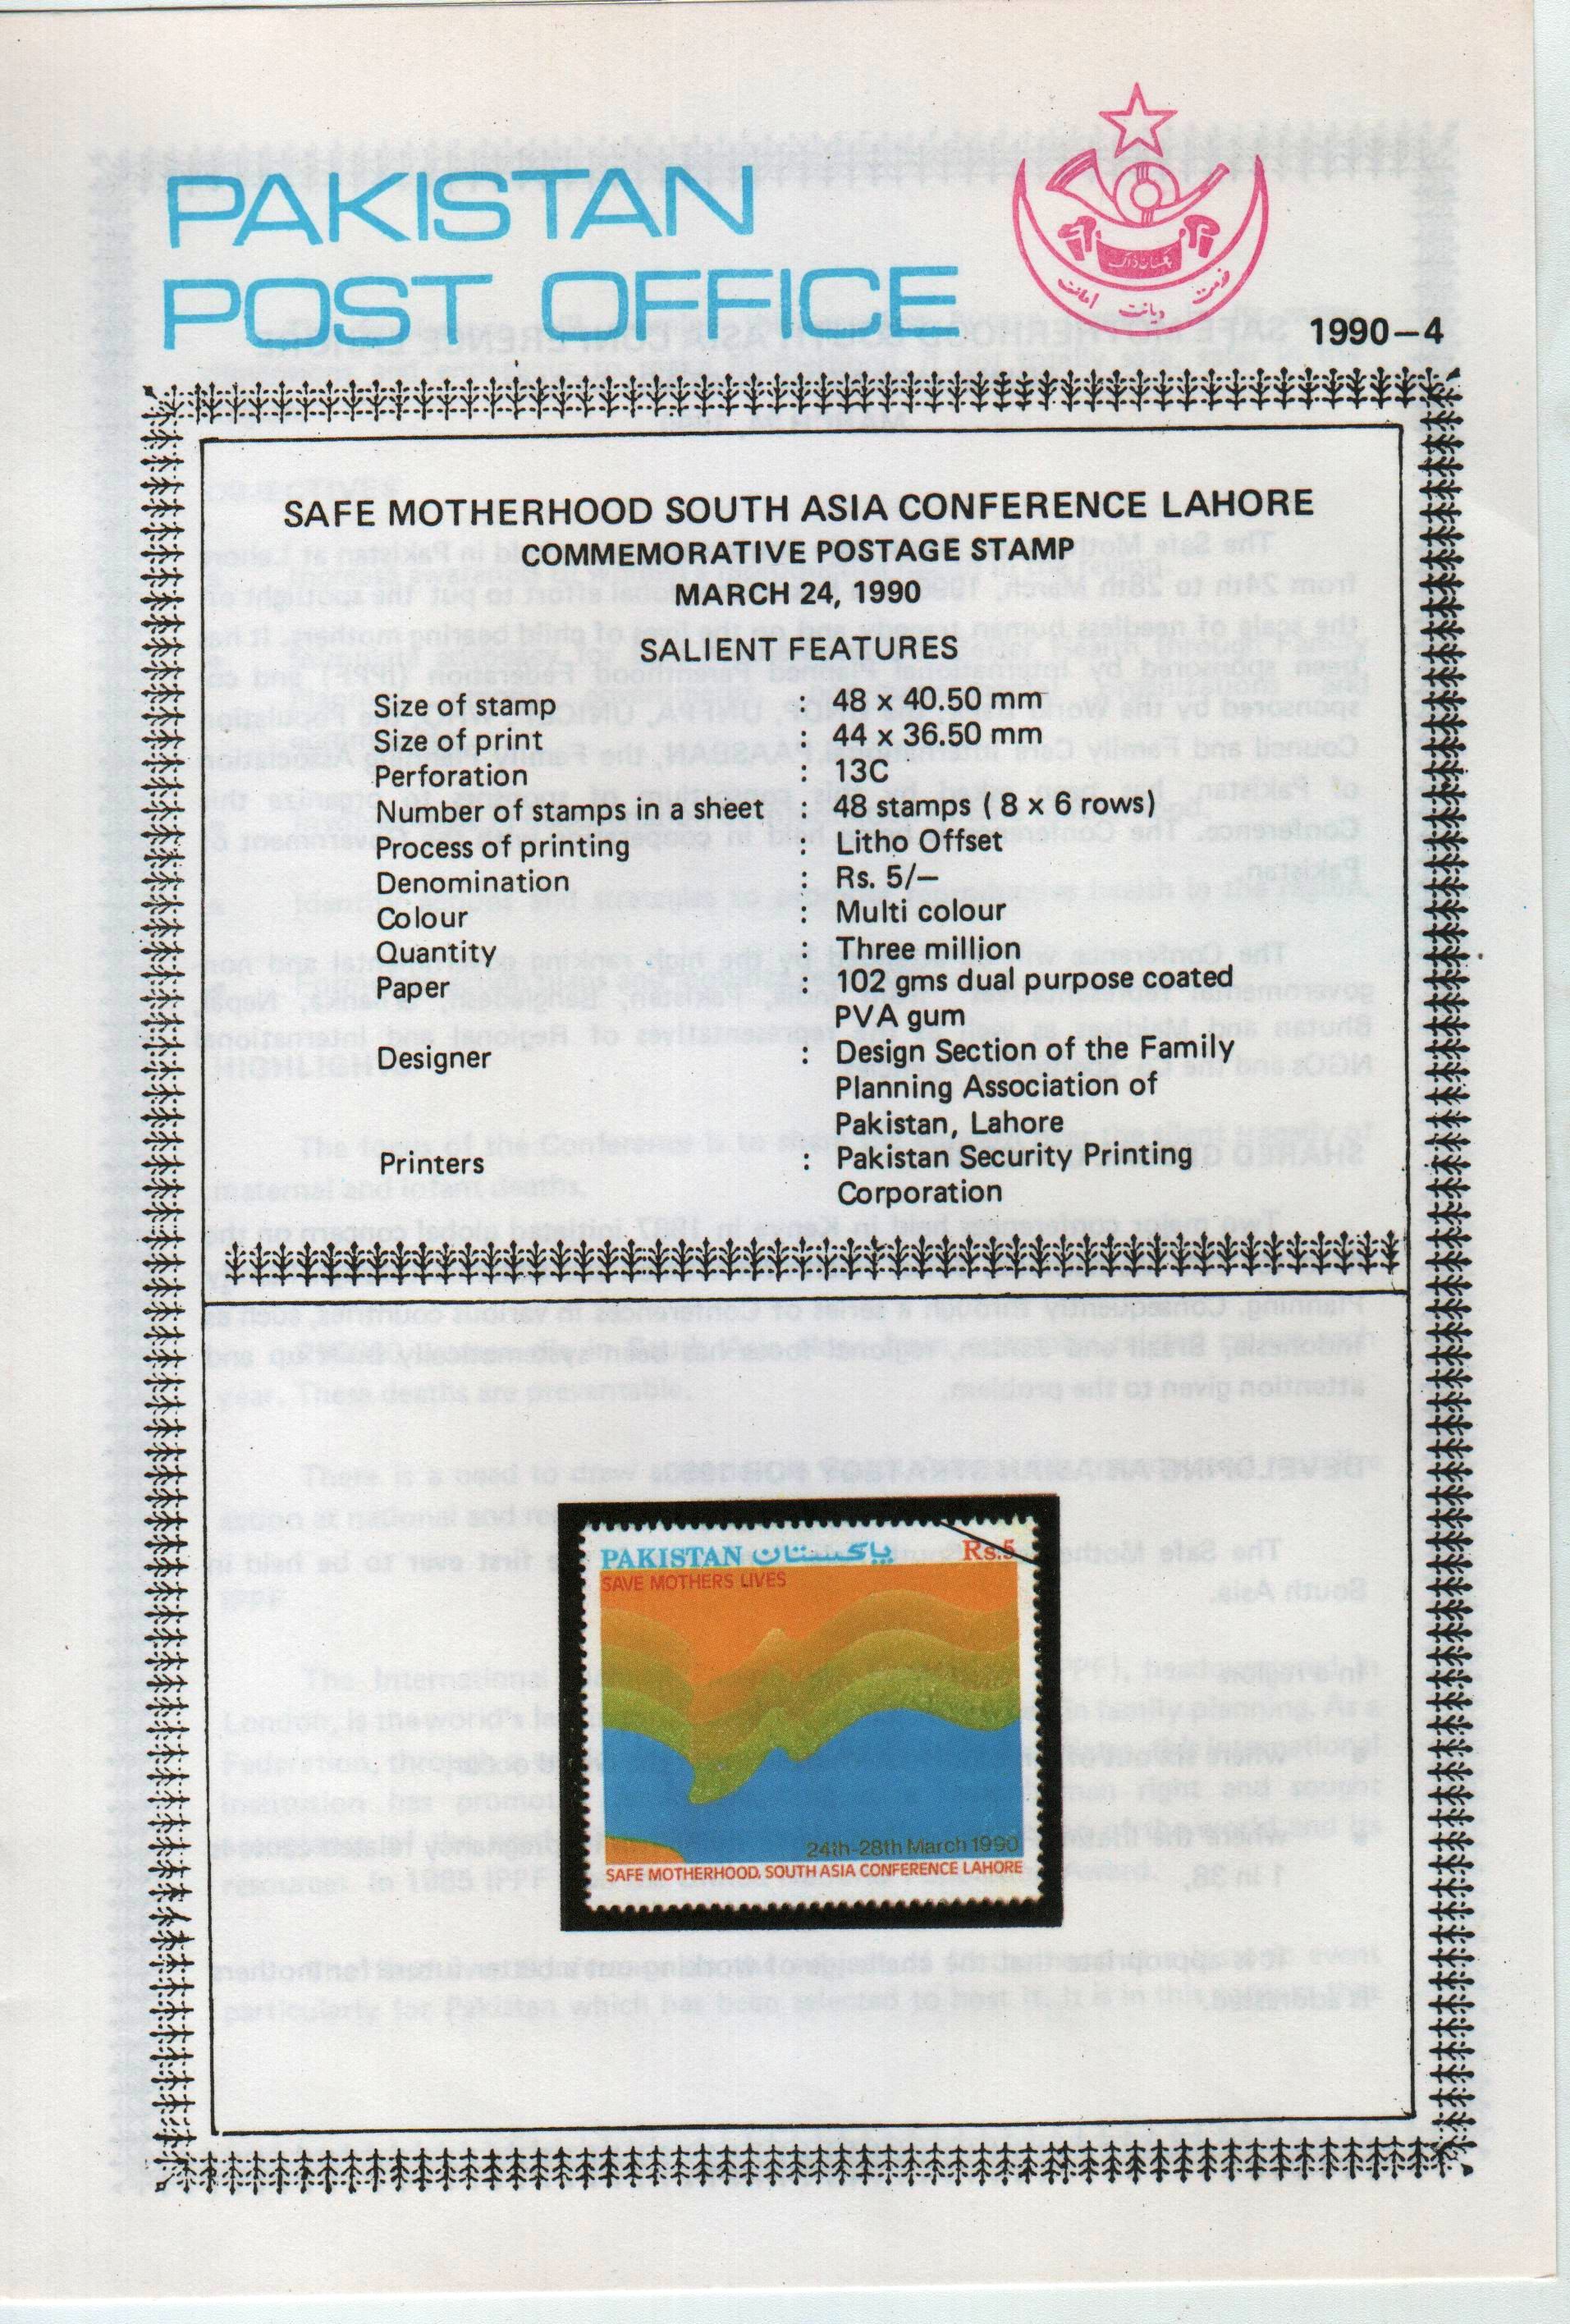 PAKISTAN
POST OFFICE
پاکستان ڈاک
خدمت دیانت امانت
1990–4
SAFE MOTHERHOOD SOUTH ASIA CONFERENCE LAHORE
COMMEMORATIVE POSTAGE STAMP
MARCH 24, 1990
SALIENT FEATURES
Size of stamp : 48 x 40.50 mm
Size of print : 44 x 36.50 mm
Perforation : 13C
Number of stamps in a sheet : 48 stamps ( 8 x 6 rows)
Process of printing : Litho Offset
Denomination : Rs. 5/–
Colour : Multi colour
Quantity : Three million
Paper : 102 gms dual purpose coated
PVA gum
Designer : Design Section of the Family
Planning Association of
Pakistan, Lahore
Printers : Pakistan Security Printing
Corporation
PAKISTAN پاکستان Rs.5
SAVE MOTHERS LIVES
24th-28th March 1990
SAFE MOTHERHOOD, SOUTH ASIA CONFERENCE LAHORE